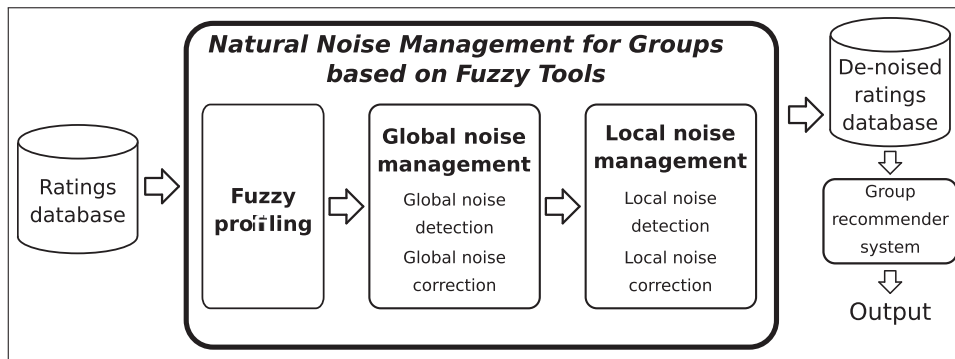 Natural Noise Management for Groups
based on Fuzzy Tools
Ratings
database
Fuzzy
profiling
Global noise
management
Global noise
detection
Global noise
correction
Local noise
management
Local noise
detection
Local noise
correction
De-noised
ratings
database
Group
recommender
system
Output